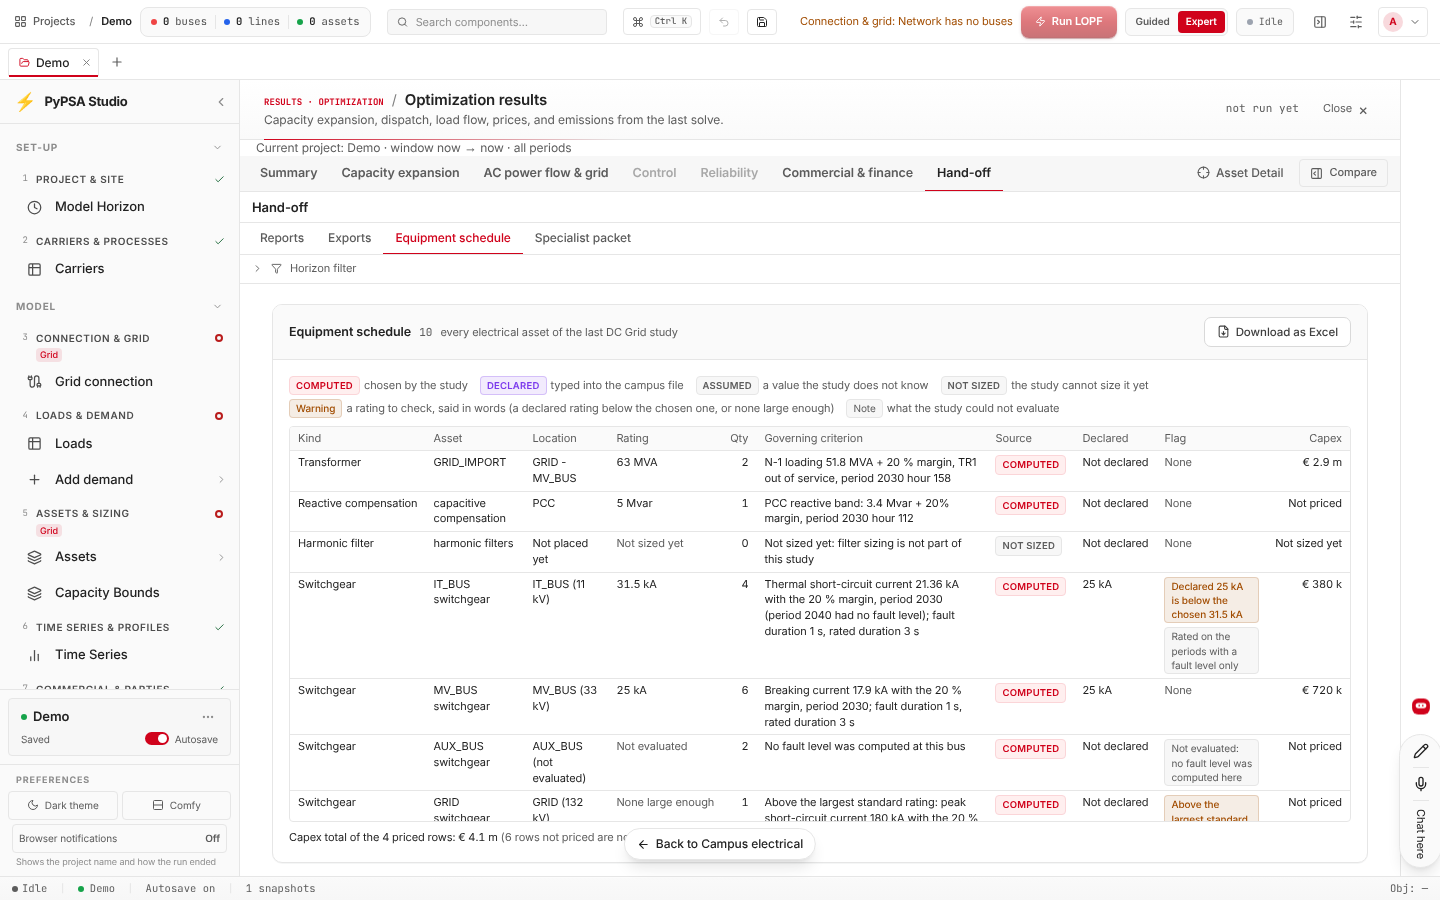 Projects / Demo
0 buses
0 lines
0 assets
Search components...
⌘ Ctrl K
Connection & grid: Network has no buses
Run LOPF
Guided
Expert
Idle
A
Demo
PyPSA Studio
SET-UP
1 PROJECT & SITE
Model Horizon
2 CARRIERS & PROCESSES
Carriers
MODEL
3 CONNECTION & GRID
Grid
Grid connection
4 LOADS & DEMAND
Loads
Add demand
5 ASSETS & SIZING
Grid
Assets
Capacity Bounds
6 TIME SERIES & PROFILES
Time Series
7 COMMERCIAL & PARTIES
Demo
Saved
Autosave
PREFERENCES
Dark theme
Comfy
Browser notifications
Off
Shows the project name and how the run ended
RESULTS · OPTIMIZATION / Optimization results
Capacity expansion, dispatch, load flow, prices, and emissions from the last solve.
not run yet
Close
Current project: Demo · window now → now · all periods
Summary
Capacity expansion
AC power flow & grid
Control
Reliability
Commercial & finance
Hand-off
Asset Detail
Compare
Hand-off
Reports
Exports
Equipment schedule
Specialist packet
Horizon filter
Equipment schedule 10 every electrical asset of the last DC Grid study
Download as Excel
COMPUTED chosen by the study DECLARED typed into the campus file ASSUMED a value the study does not know NOT SIZED the study cannot size it yet
Warning a rating to check, said in words (a declared rating below the chosen one, or none large enough) Note what the study could not evaluate
Kind Asset Location Rating Qty Governing criterion Source Declared Flag Capex
Transformer GRID_IMPORT GRID - 63 MVA 2 N-1 loading 51.8 MVA + 20 % margin, TR1 COMPUTED Not declared None € 2.9 m
MV_BUS out of service, period 2030 hour 158
Reactive compensation capacitive PCC 5 Mvar 1 PCC reactive band: 3.4 Mvar + 20% COMPUTED Not declared None Not priced
compensation margin, period 2030 hour 112
Harmonic filter harmonic filters Not placed Not sized yet 0 Not sized yet: filter sizing is not part of NOT SIZED Not declared None Not sized yet
yet this study
Switchgear IT_BUS IT_BUS (11 31.5 kA 4 Thermal short-circuit current 21.36 kA COMPUTED 25 kA Declared 25 kA € 380 k
switchgear kV) with the 20 % margin, period 2030 is below the
(period 2040 had no fault level); fault chosen 31.5 kA
duration 1 s, rated duration 3 s Rated on the
periods with a
fault level only
Switchgear MV_BUS MV_BUS (33 25 kA 6 Breaking current 17.9 kA with the 20 % COMPUTED 25 kA None € 720 k
switchgear kV) margin, period 2030; fault duration 1 s,
rated duration 3 s
Switchgear AUX_BUS AUX_BUS Not evaluated 2 No fault level was computed at this bus COMPUTED Not declared Not evaluated: Not priced
switchgear (not no fault level was
evaluated) computed here
Switchgear GRID GRID (132 None large enough 1 Above the largest standard rating: peak COMPUTED Not declared Above the Not priced
switchgear kV) short-circuit current 180 kA with the 20 % largest standard
Capex total of the 4 priced rows: € 4.1 m (6 rows not priced are
Back to Campus electrical
Chat here
Idle
Demo
Autosave on
1 snapshots
Obj: —